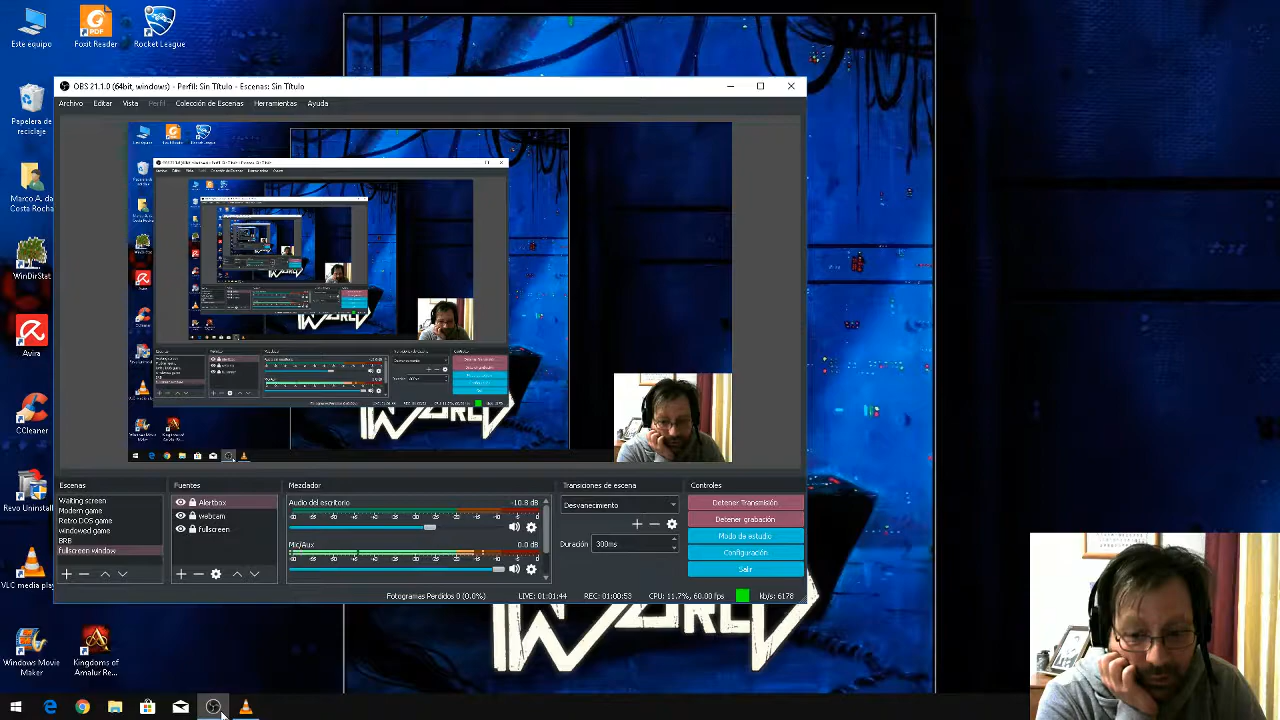 Este equipo
Foxit Reader
Rocket League
Papelera de
reciclaje
Marco A. da
Costa Rocha
WinDirStat
Avira
CCleaner
Revo Uninstall
VLC media play
Windows Movie
Maker
Kingdoms of
Amalur Re...
OBS 21.1.0 (64bit, windows) - Perfil: Sin Título - Escenas: Sin Título
Archivo Editar Vista Perfil Colección de Escenas Herramientas Ayuda
Escenas
Waiting screen
Modern game
Retro DOS game
windowed game
BRB
fullscreen window
Fuentes
Alertbox
webcam
fullscreen
Mezclador
Audio del escritorio -10.8 dB
Mic/Aux 0.0 dB
Transiciones de escena
Desvanecimiento
Duración 300ms
Controles
Detener Transmisión
Detener grabación
Modo de estudio
Configuración
Salir
Fotogramas Perdidos 0 (0.0%) LIVE: 01:01:44 REC: 01:00:53 CPU: 11.7%, 60.00 fps kb/s: 6178
WORLD